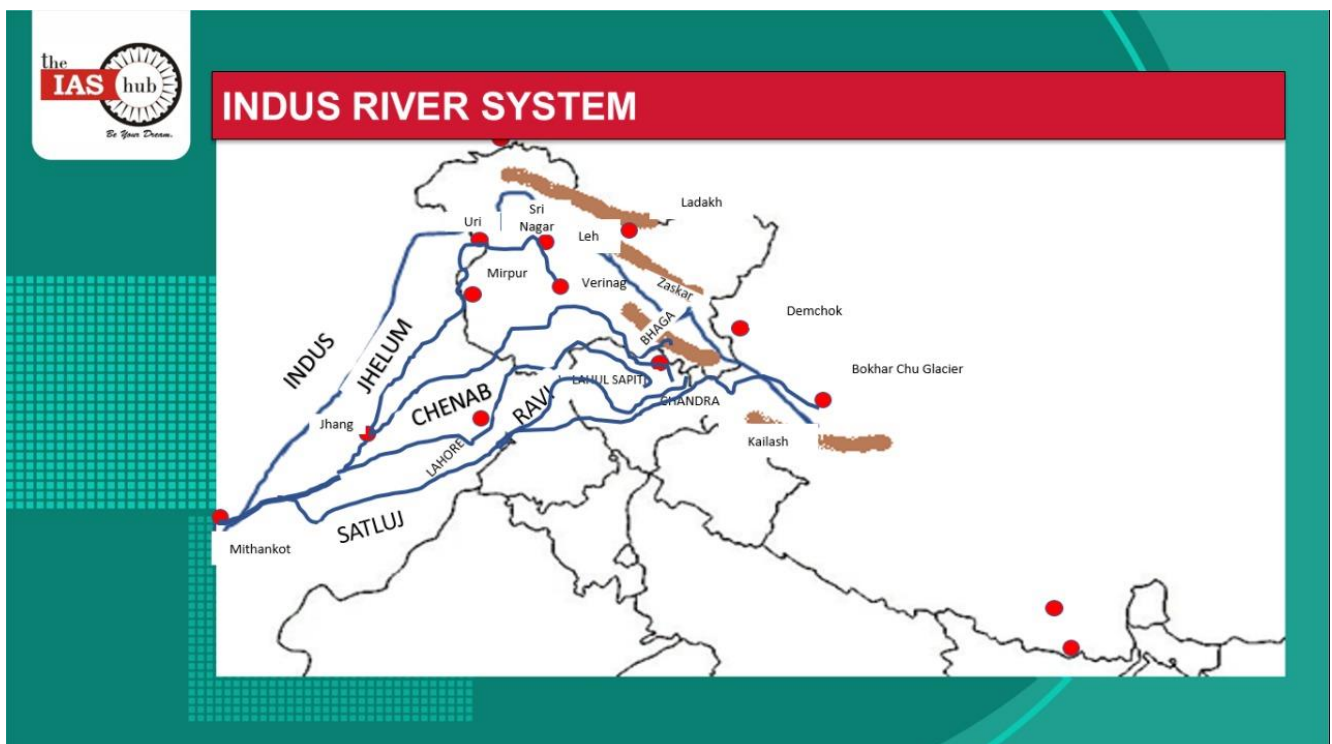 the
IAS hub
Be Your Dream.
INDUS RIVER SYSTEM
Ladakh
Sri
Nagar
Uri
Leh
Mirpur
Verinag
Zaskar
Demchok
BHAGA
INDUS
JHELUM
Bokhar Chu Glacier
LAHUL SAPITI
CHANDRA
CHENAB
RAVI
Jhang
LAHORE
Kailash
SATLUJ
Mithankot